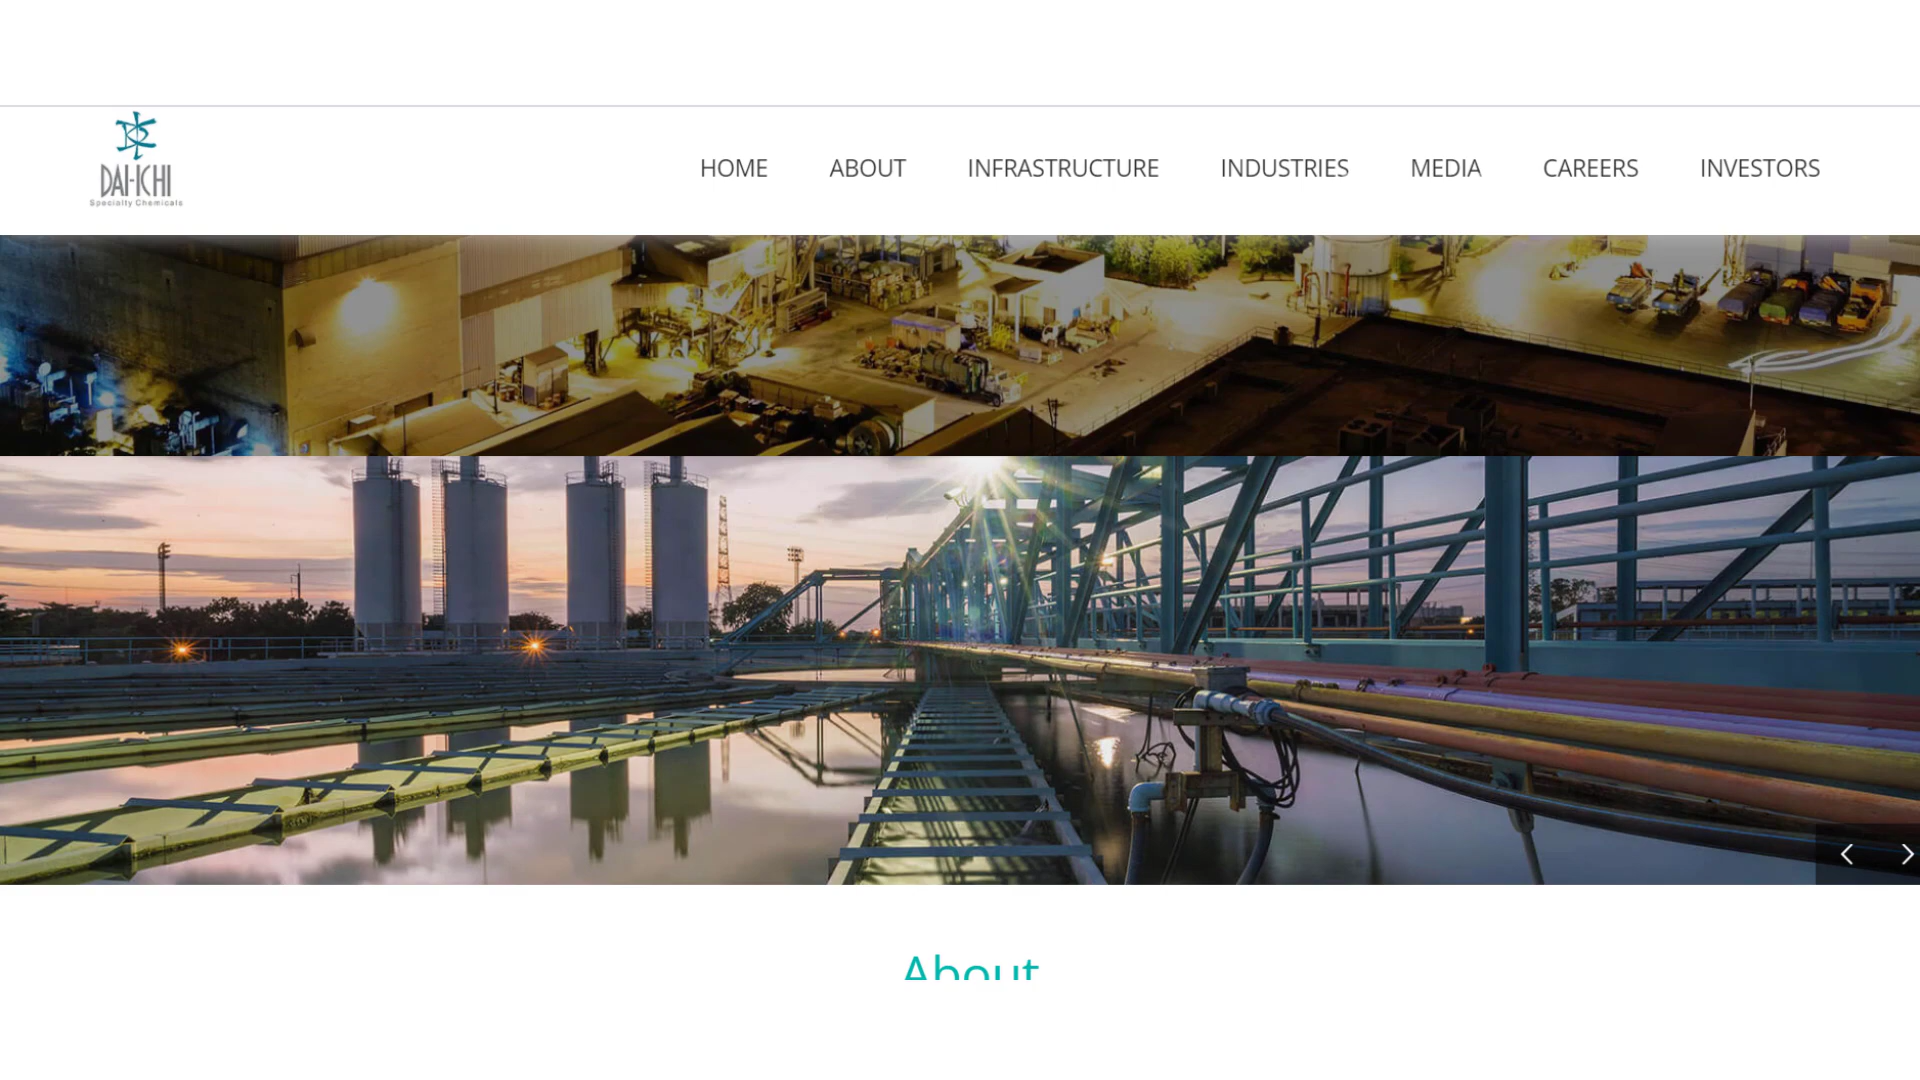 DAI-ICHI
Specialty Chemicals
HOME ABOUT INFRASTRUCTURE INDUSTRIES MEDIA CAREERS INVESTORS
About